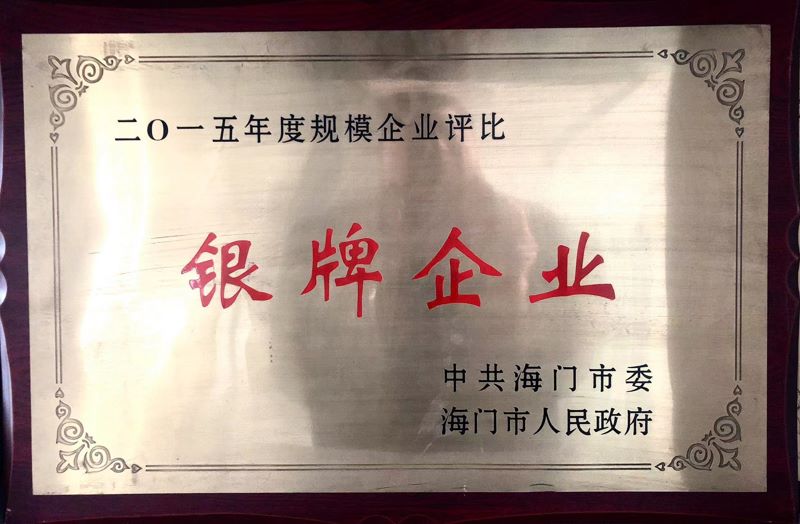 二O一五年度规模企业评比
银牌企业
中共海门市委
海门市人民政府